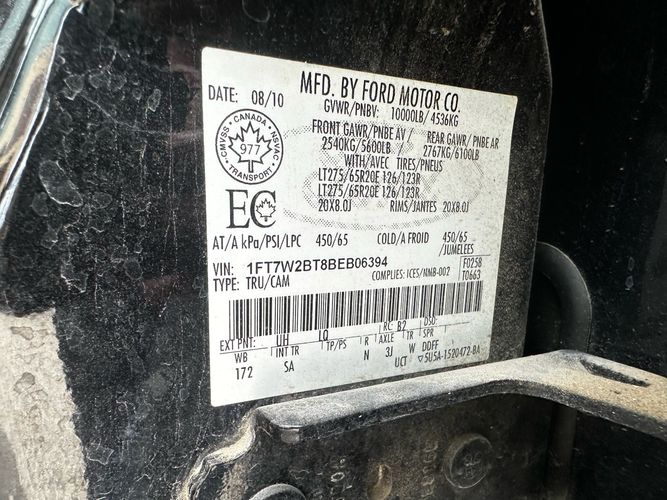 MFD. BY FORD MOTOR CO.
DATE: 08/10
GVWR/PNBV: 10000LB/ 4536KG
CANADA
CMVSS NSVAC
977
TRANSPORT
FRONT GAWR/PNBE AV/ REAR GAWR/ PNBE AR
2540KG/5600LB 2767KG/6100LB
WITH/AVEC TIRES/PNEUS
LT275/65R20E 126/123R
LT275/65R20E 126/123R
20X8.0J RIMS/JANTES 20X8.0J
EC
AT/A kPa/PSI/LPC 450/65 COLD/A FROID 450/65
/JUMELEES
VIN: 1FT7W2BT8BEB06394 F0258
TYPE: TRU/CAM COMPLIES: ICES/NMB-002 T0663
EXT PNT: UH LQ RC: B2 DSO:
WB INT TR TP/PS R AXLE TR SPR
172 SA N 3J W DDFF
UCT ▽5U5A-1520472-BA